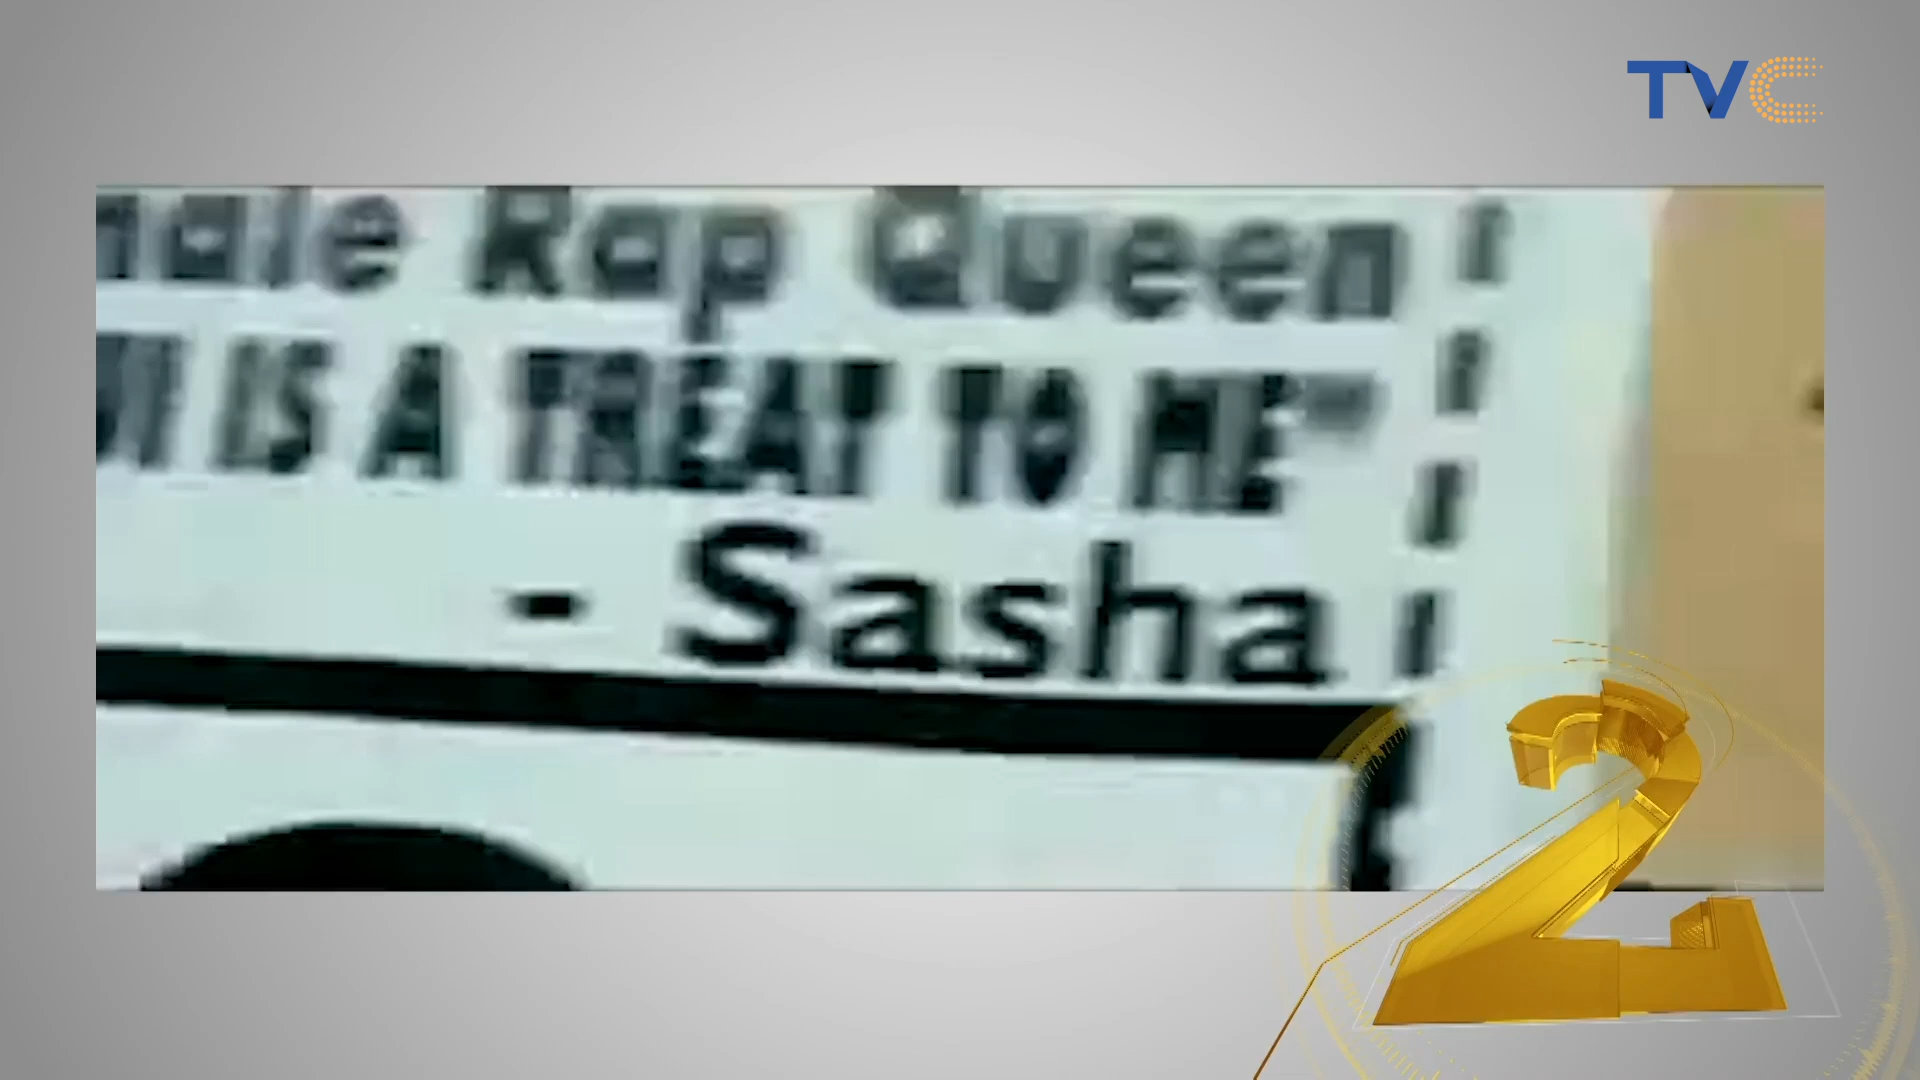 TVC
Rap Queen
IS A TREAT TO ME"
- Sasha
2